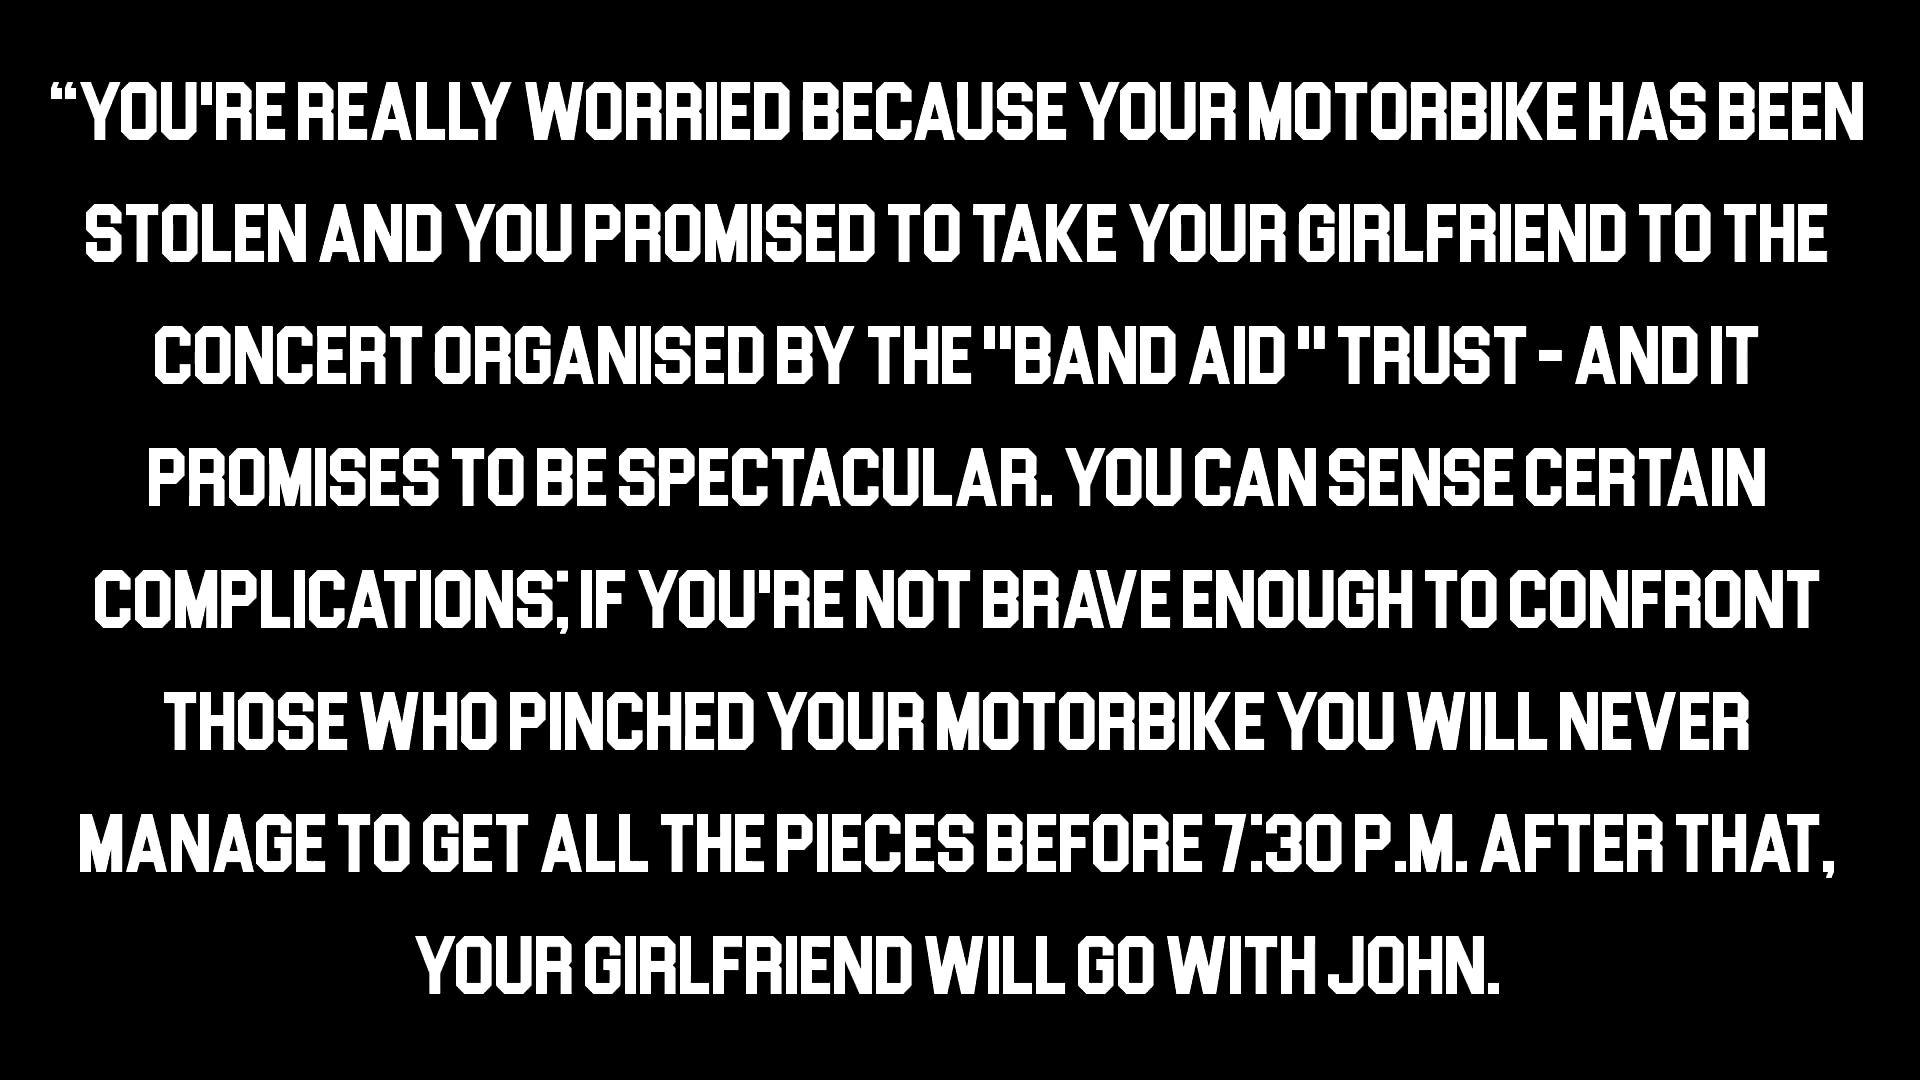 “YOU'RE REALLY WORRIED BECAUSE YOUR MOTORBIKE HAS BEEN
STOLEN AND YOU PROMISED TO TAKE YOUR GIRLFRIEND TO THE
CONCERT ORGANISED BY THE "BAND AID " TRUST - AND IT
PROMISES TO BE SPECTACULAR. YOU CAN SENSE CERTAIN
COMPLICATIONS; IF YOU'RE NOT BRAVE ENOUGH TO CONFRONT
THOSE WHO PINCHED YOUR MOTORBIKE YOU WILL NEVER
MANAGE TO GET ALL THE PIECES BEFORE 7:30 P.M. AFTER THAT,
YOUR GIRLFRIEND WILL GO WITH JOHN.